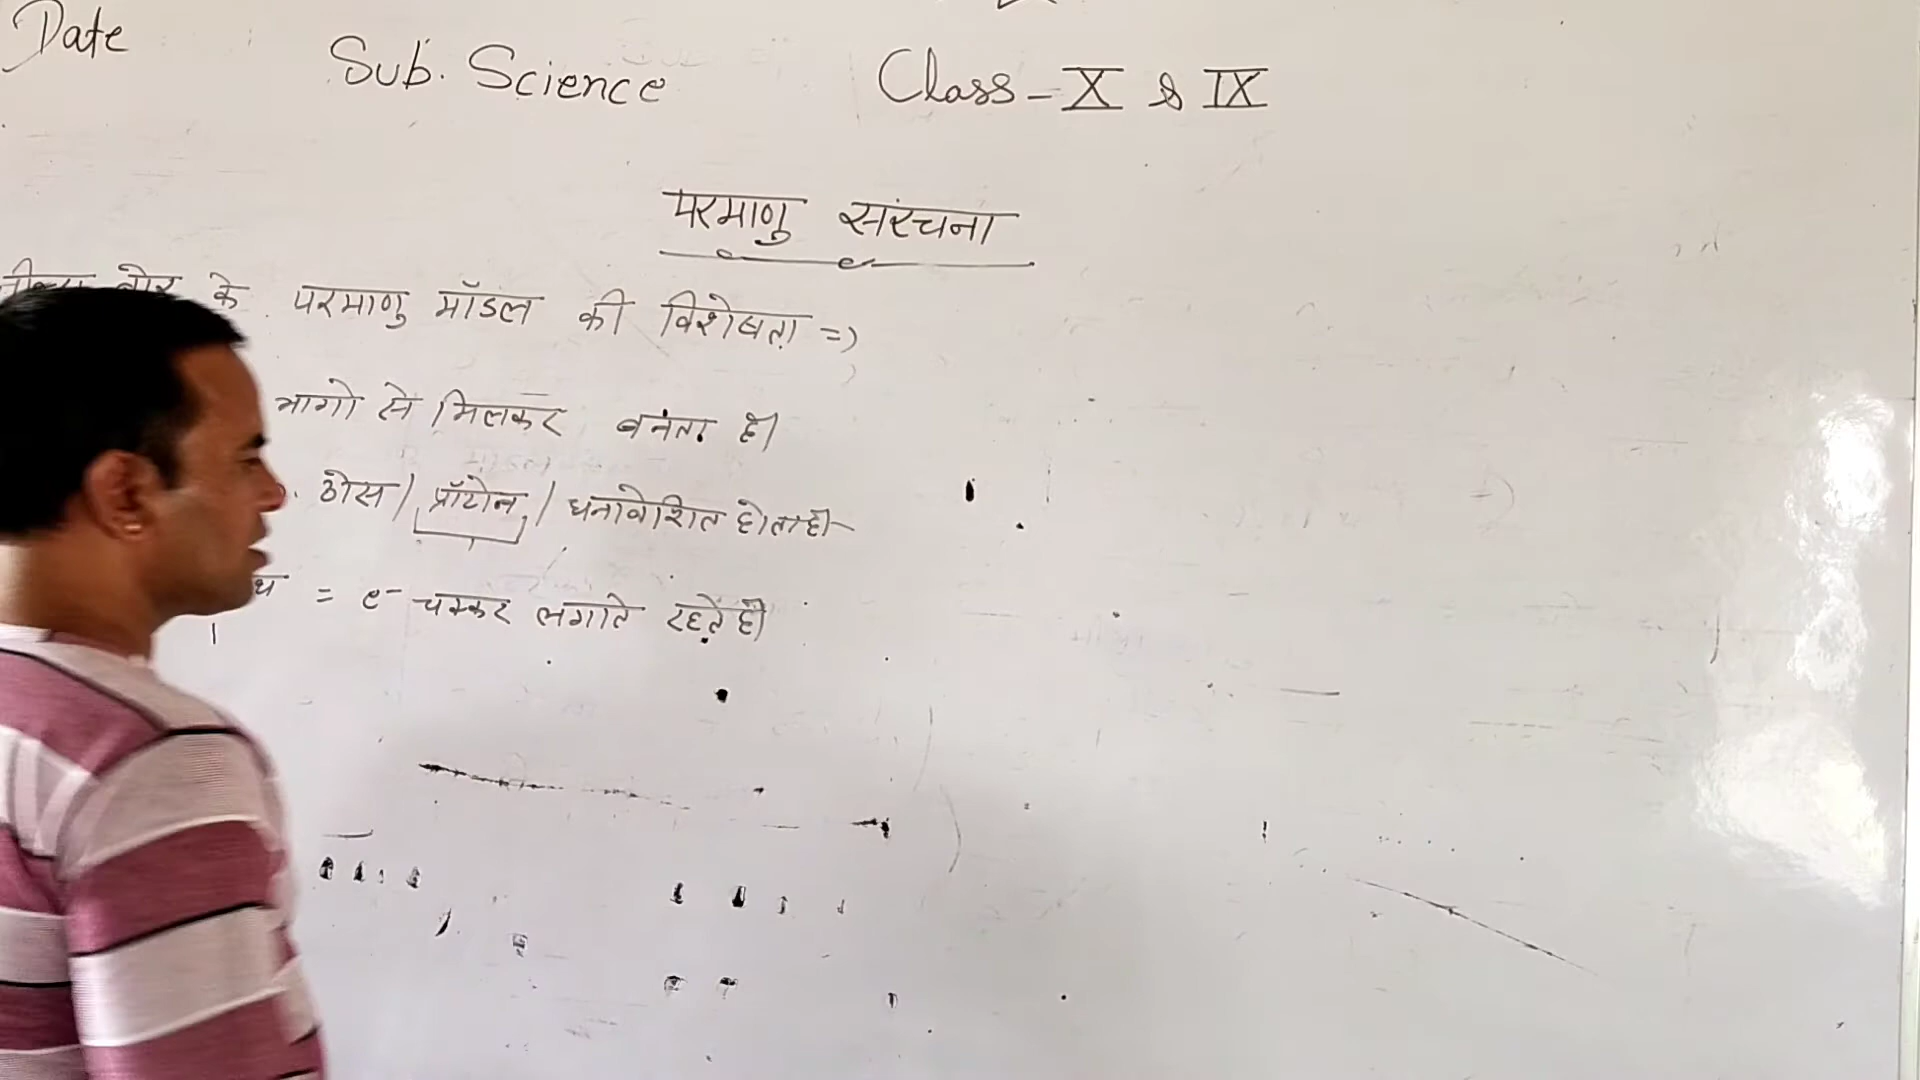 Date
Sub. Science
Class - X & IX
परमाणु संरचना
के परमाणु मॉडल की विशेषता =>
भागो से मिलकर बनता है।
ठोस / प्रॉटोन / धनावेशित होता है।
= e⁻ चक्कर लगाते रहते है।